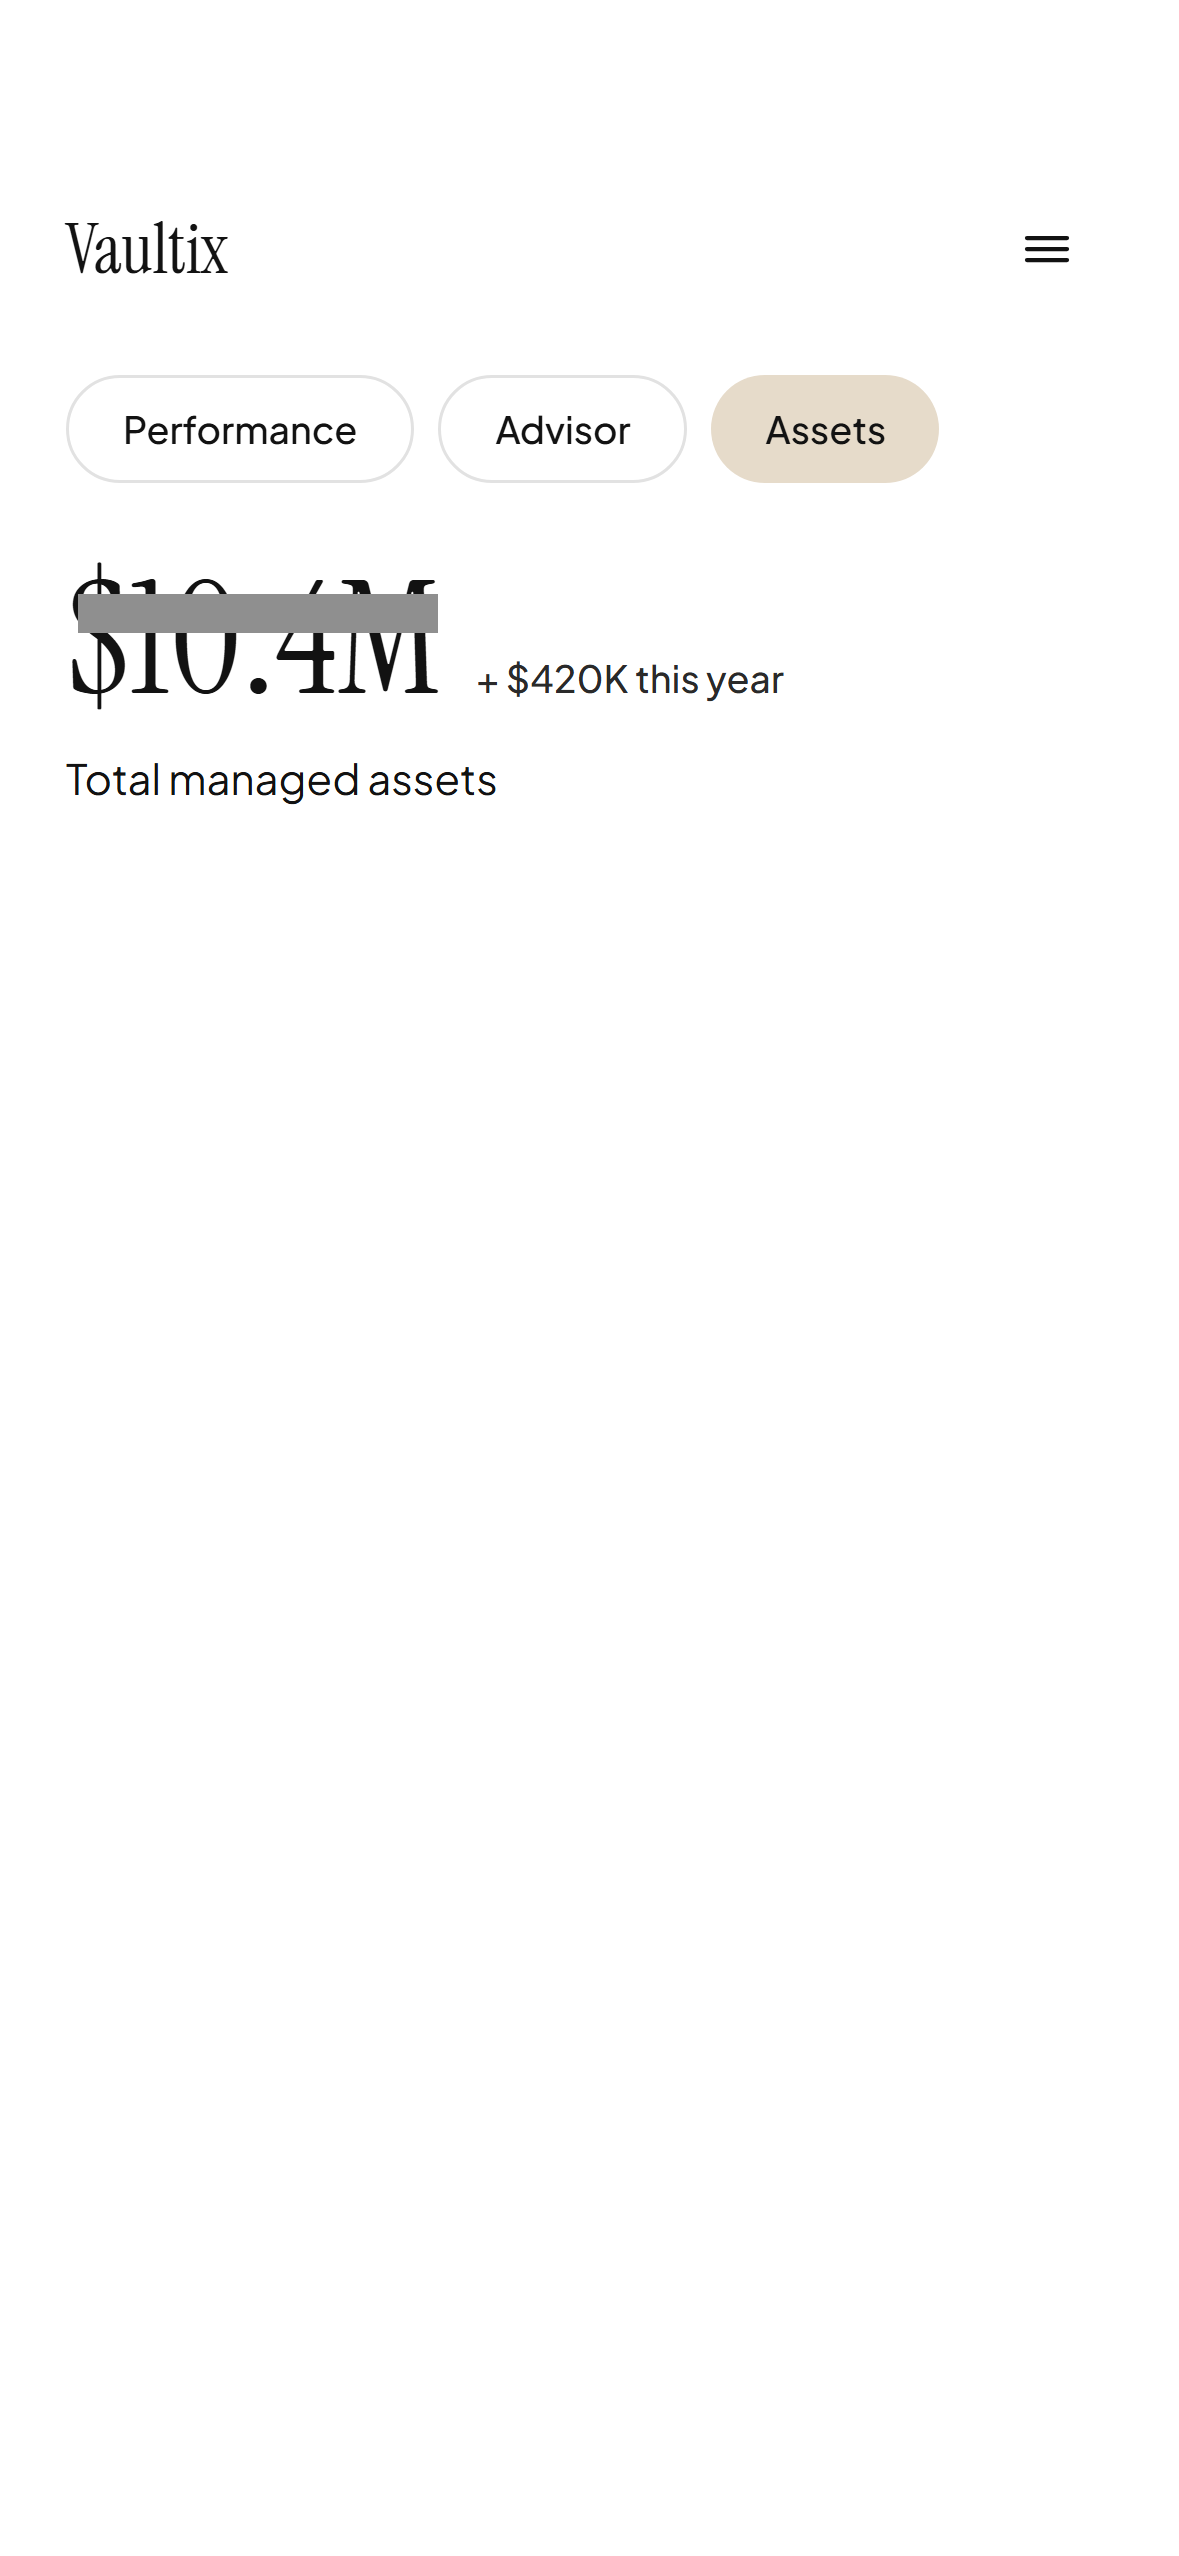 Vaultix
Performance Advisor Assets
$10.4M + $420K this year
Total managed assets